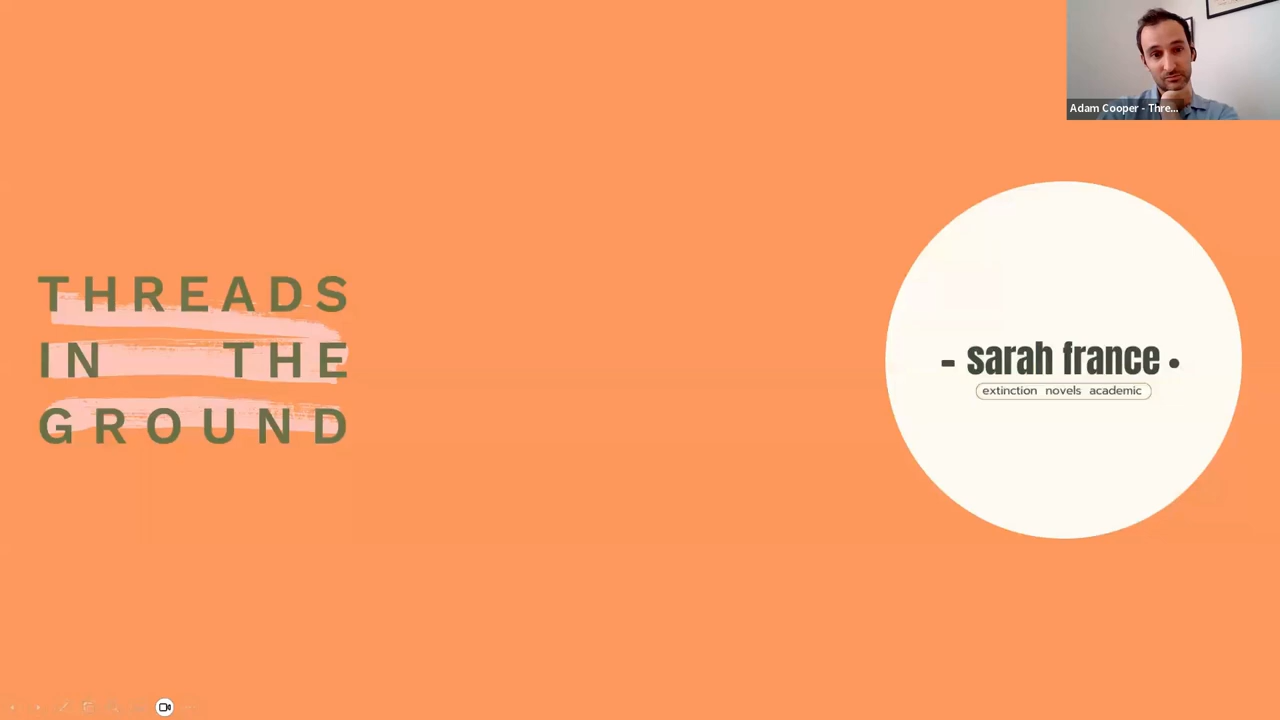 Adam Cooper - Thre...
THREADS
IN THE
GROUND
- sarah france •
extinction novels academic